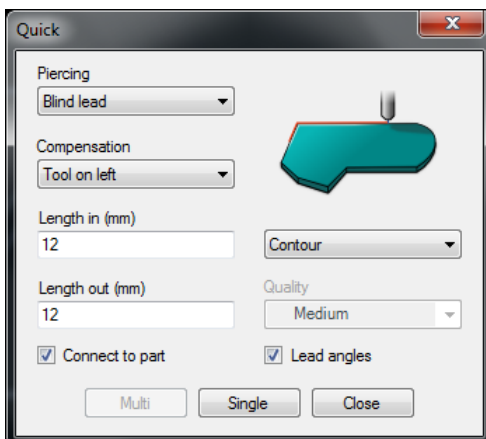 Quick
Piercing
Blind lead
Compensation
Tool on left
Length in (mm)
12
Contour
Length out (mm)
12
Quality
Medium
Connect to part
Lead angles
Multi
Single
Close